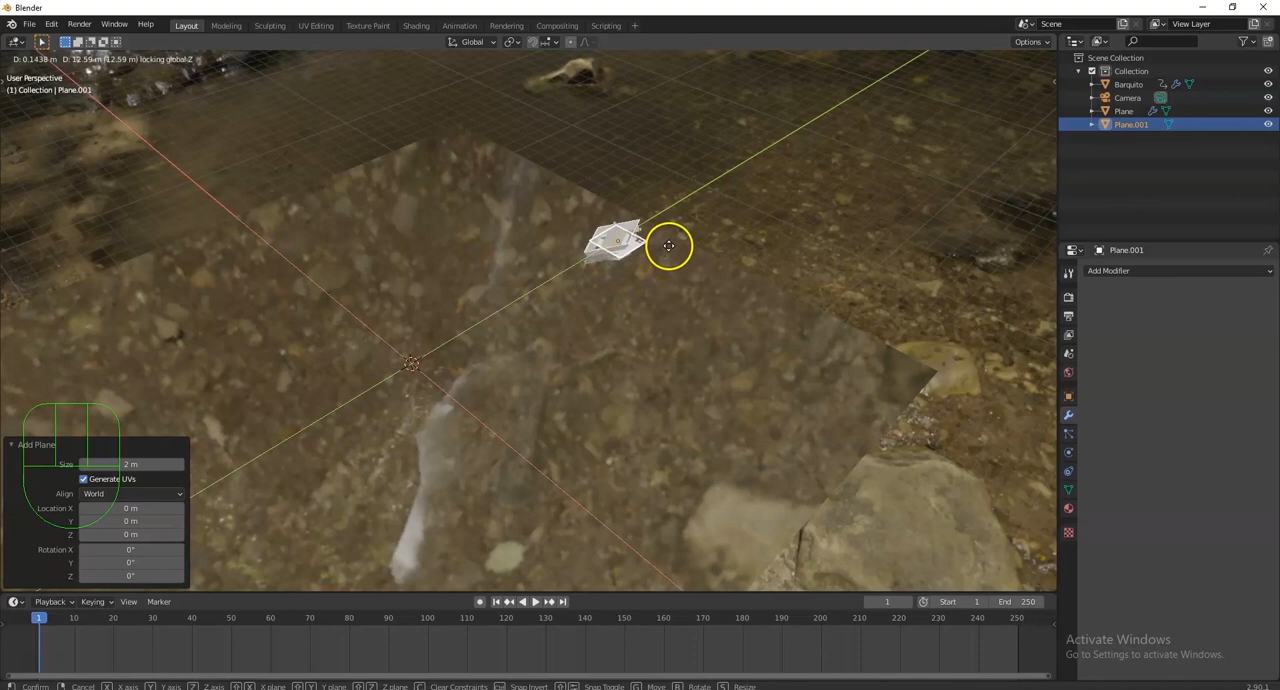 Blender
File Edit Render Window Help Layout Modeling Sculpting UV Editing Texture Paint Shading Animation Rendering Compositing Scripting + Scene View Layer
Global Options
D: 0.1438 m D: 12.59 m (12.59 m) locking global Z
User Perspective
(1) Collection | Plane.001
Scene Collection
Collection
Barquito
Camera
Plane
Plane.001
Plane.001
Add Modifier
Add Plane
Size 2 m
Generate UVs
Align World
Location X 0 m
Y 0 m
Z 0 m
Rotation X 0°
Y 0°
Z 0°
Playback Keying View Marker 1 Start 1 End 250
1 10 20 30 40 50 60 70 80 90 100 110 120 130 140 150 160 170 180 190 200 210 220 230 240 250
Activate Windows
Go to Settings to activate Windows.
Confirm Cancel X X axis Y Y axis Z Z axis X X plane Y Y plane Z Z plane C Clear Constraints Snap Invert Snap Toggle G Move R Rotate S Resize 2.90.1